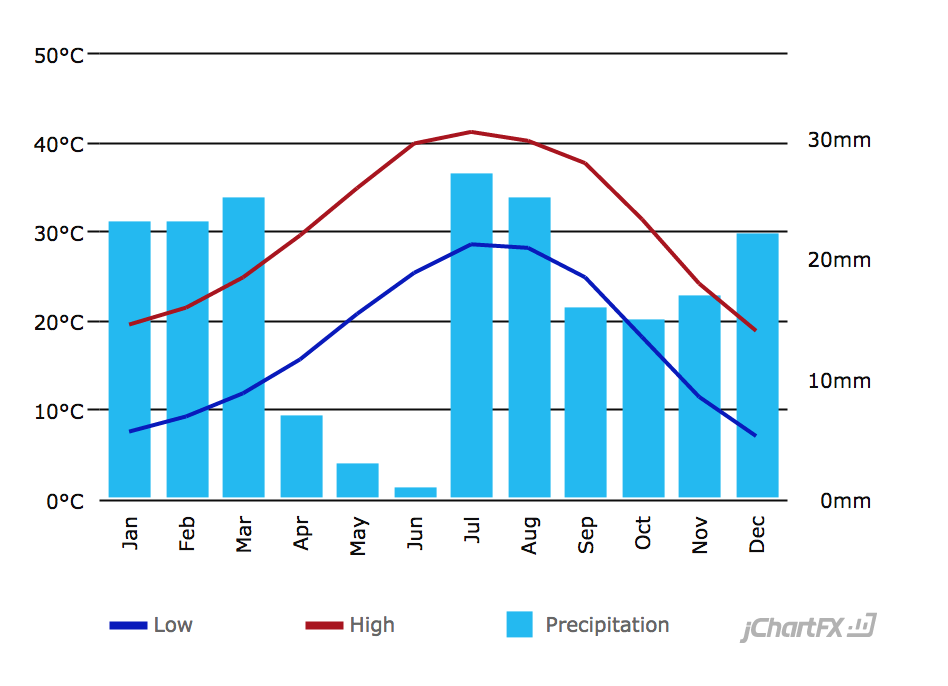 50°C
40°C
30°C
20°C
10°C
0°C
30mm
20mm
10mm
0mm
Jan Feb Mar Apr May Jun Jul Aug Sep Oct Nov Dec
Low High Precipitation
jChartFX